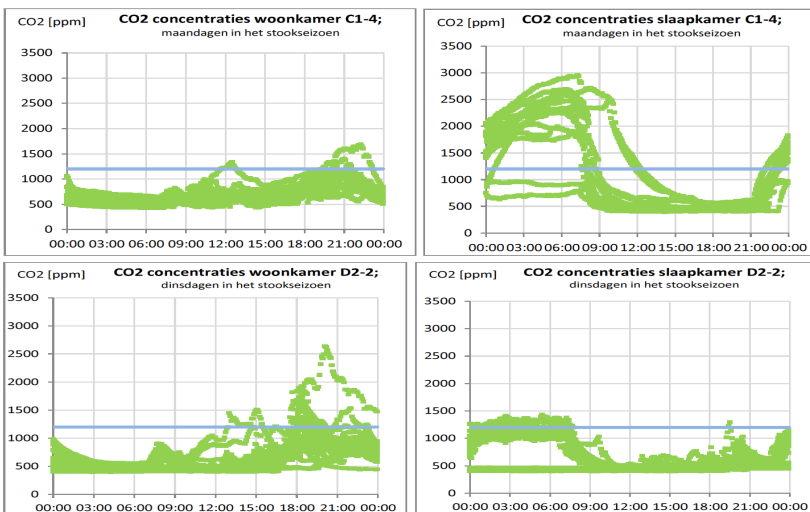 CO2 [ppm]
CO2 concentraties woonkamer C1-4;
maandagen in het stookseizoen
3500
3000
2500
2000
1500
1000
500
0
00:00 03:00 06:00 09:00 12:00 15:00 18:00 21:00 00:00
CO2 [ppm]
CO2 concentraties slaapkamer C1-4;
maandagen in het stookseizoen
3500
3000
2500
2000
1500
1000
500
0
00:00 03:00 06:00 09:00 12:00 15:00 18:00 21:00 00:00
CO2 [ppm]
CO2 concentraties woonkamer D2-2;
dinsdagen in het stookseizoen
3500
3000
2500
2000
1500
1000
500
0
00:00 03:00 06:00 09:00 12:00 15:00 18:00 21:00 00:00
CO2 [ppm]
CO2 concentraties slaapkamer D2-2;
dinsdagen in het stookseizoen
3500
3000
2500
2000
1500
1000
500
0
00:00 03:00 06:00 09:00 12:00 15:00 18:00 21:00 00:00